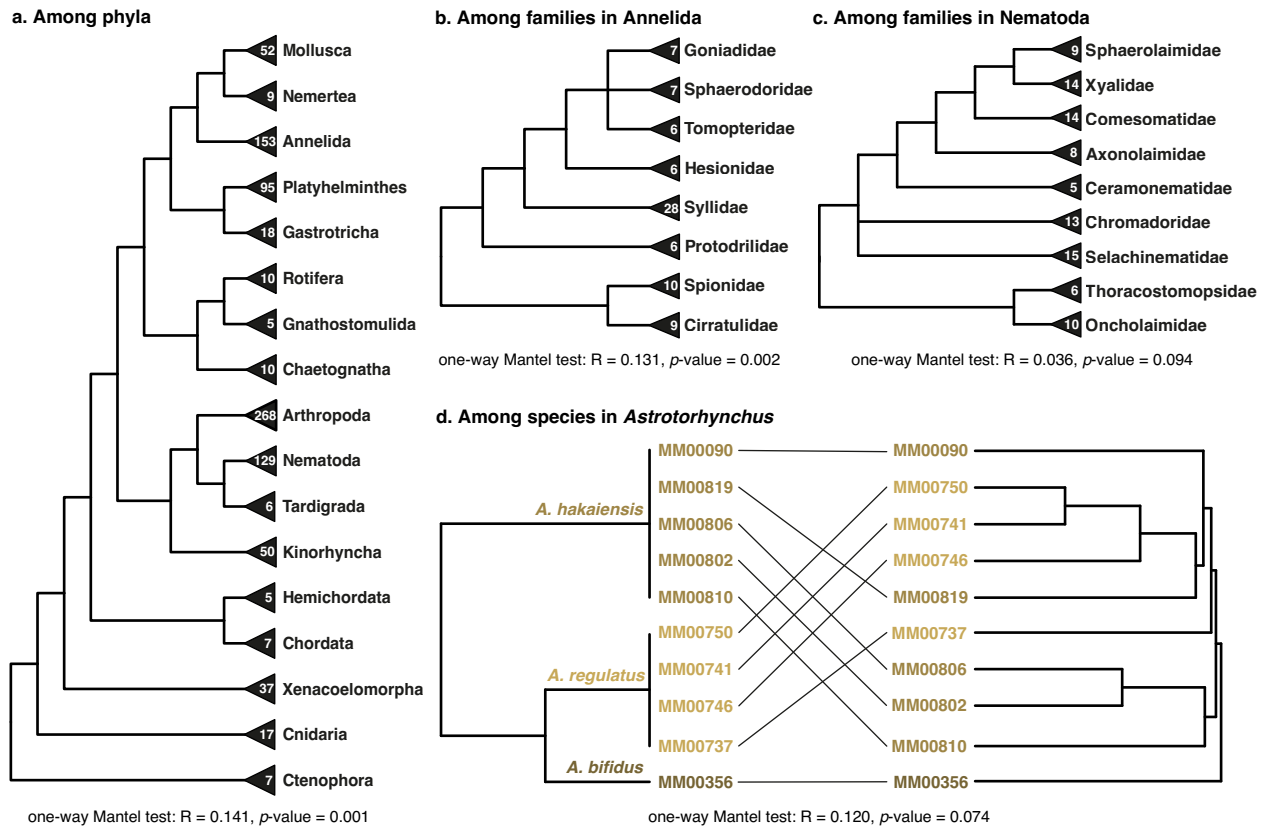 a. Among phyla
52 Mollusca
9 Nemertea
153 Annelida
95 Platyhelminthes
18 Gastrotricha
10 Rotifera
5 Gnathostomulida
10 Chaetognatha
268 Arthropoda
129 Nematoda
6 Tardigrada
50 Kinorhyncha
5 Hemichordata
7 Chordata
37 Xenacoelomorpha
17 Cnidaria
7 Ctenophora
one-way Mantel test: R = 0.141, p-value = 0.001
b. Among families in Annelida
7 Goniadidae
7 Sphaerodoridae
6 Tomopteridae
6 Hesionidae
28 Syllidae
6 Protodrilidae
10 Spionidae
9 Cirratulidae
one-way Mantel test: R = 0.131, p-value = 0.002
c. Among families in Nematoda
9 Sphaerolaimidae
14 Xyalidae
14 Comesomatidae
8 Axonolaimidae
5 Ceramonematidae
13 Chromadoridae
15 Selachinematidae
6 Thoracostomopsidae
10 Oncholaimidae
one-way Mantel test: R = 0.036, p-value = 0.094
d. Among species in Astrotorhynchus
MM00090 MM00090
MM00819 MM00750
A. hakaiensis MM00806 MM00741
MM00802 MM00746
MM00810 MM00819
MM00750 MM00737
A. regulatus MM00741 MM00806
MM00746 MM00802
MM00737 MM00810
A. bifidus MM00356 MM00356
one-way Mantel test: R = 0.120, p-value = 0.074